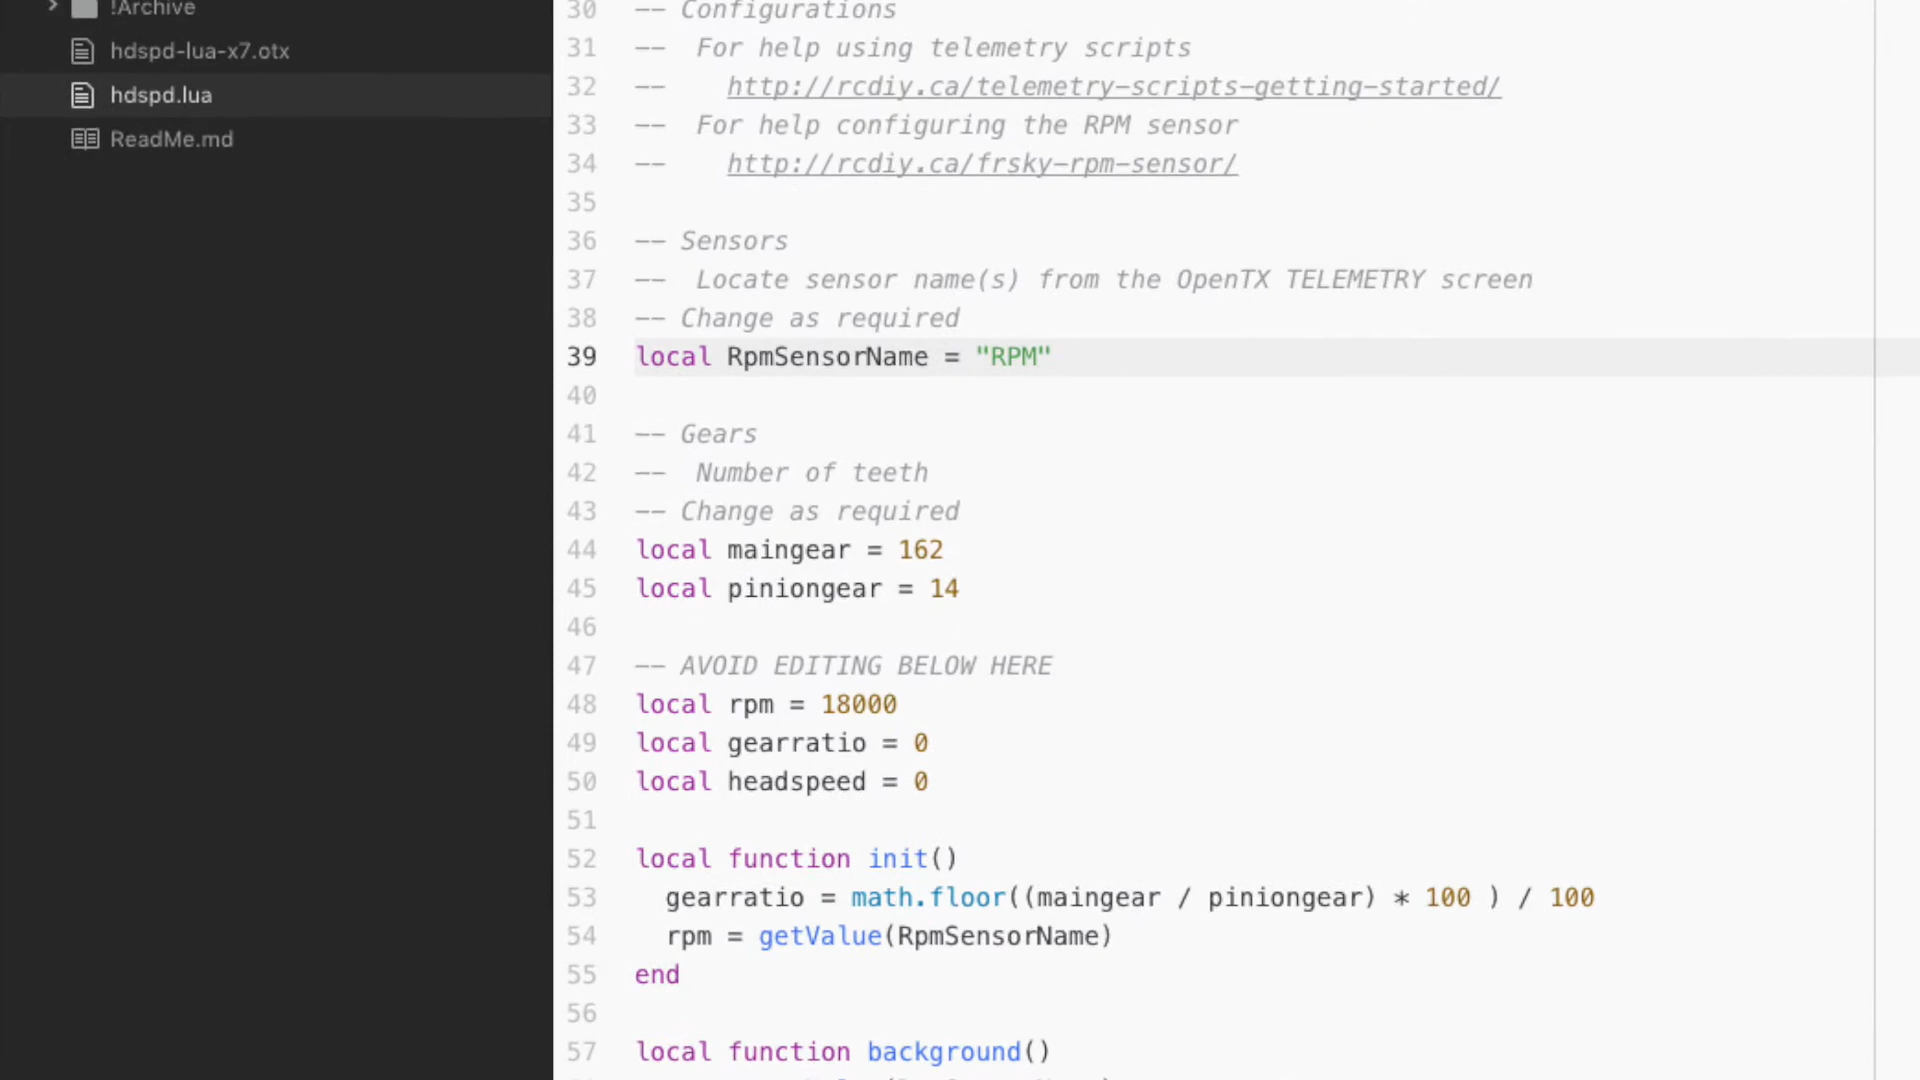 !Archive
hdspd-lua-x7.otx
hdspd.lua
ReadMe.md
30 -- Configurations
31 --  For help using telemetry scripts
32 --    http://rcdiy.ca/telemetry-scripts-getting-started/
33 --  For help configuring the RPM sensor
34 --    http://rcdiy.ca/frsky-rpm-sensor/
35
36 -- Sensors
37 --  Locate sensor name(s) from the OpenTX TELEMETRY screen
38 -- Change as required
39 local RpmSensorName = "RPM"
40
41 -- Gears
42 --  Number of teeth
43 -- Change as required
44 local maingear = 162
45 local piniongear = 14
46
47 -- AVOID EDITING BELOW HERE
48 local rpm = 18000
49 local gearratio = 0
50 local headspeed = 0
51
52 local function init()
53   gearratio = math.floor((maingear / piniongear) * 100 ) / 100
54   rpm = getValue(RpmSensorName)
55 end
56
57 local function background()